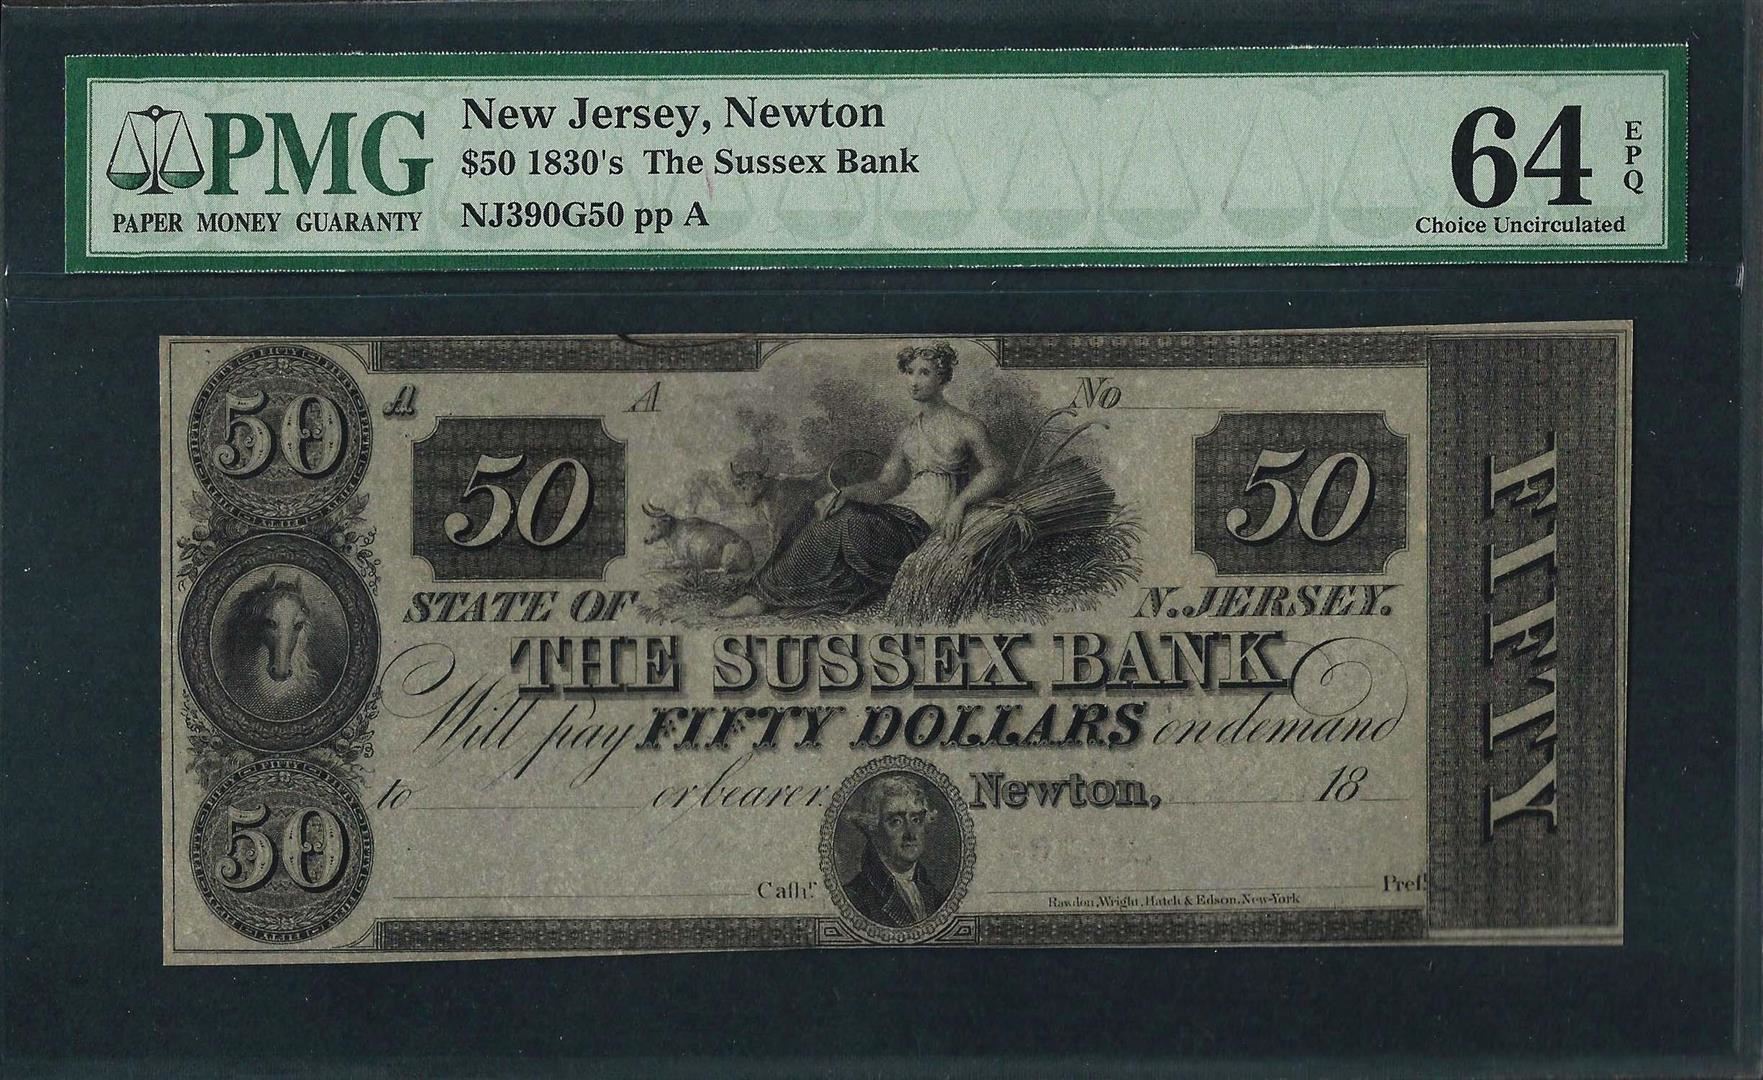 PMG
PAPER MONEY GUARANTY
New Jersey, Newton
$50 1830's The Sussex Bank
NJ390G50 pp A
64 EPQ
Choice Uncirculated
50
A
A
No
50
50
FIFTY
STATE OF
N. JERSEY.
THE SUSSEX BANK
Will pay FIFTY DOLLARS on demand
to or bearer. Newton, 18
50
Cashr.
Prest.
Rawdon, Wright, Hatch & Edson, New-York